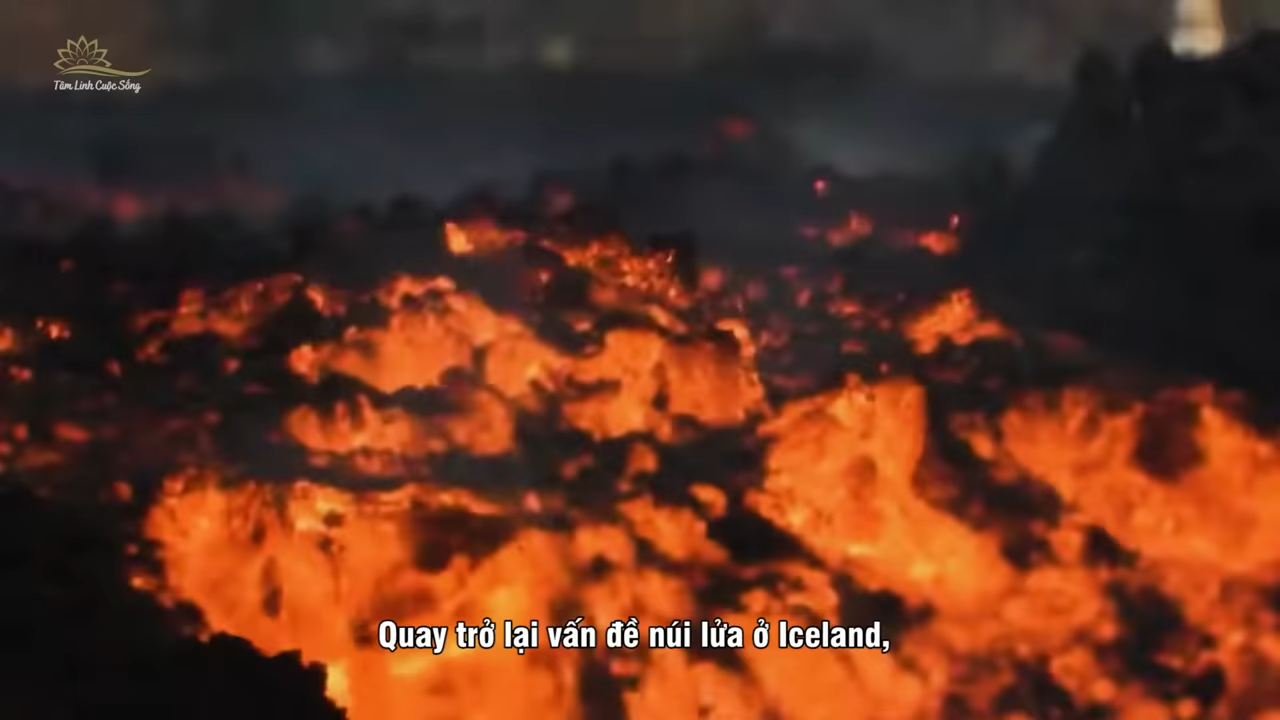 Tâm Linh Cuộc Sống
Quay trở lại vấn đề núi lửa ở Iceland,